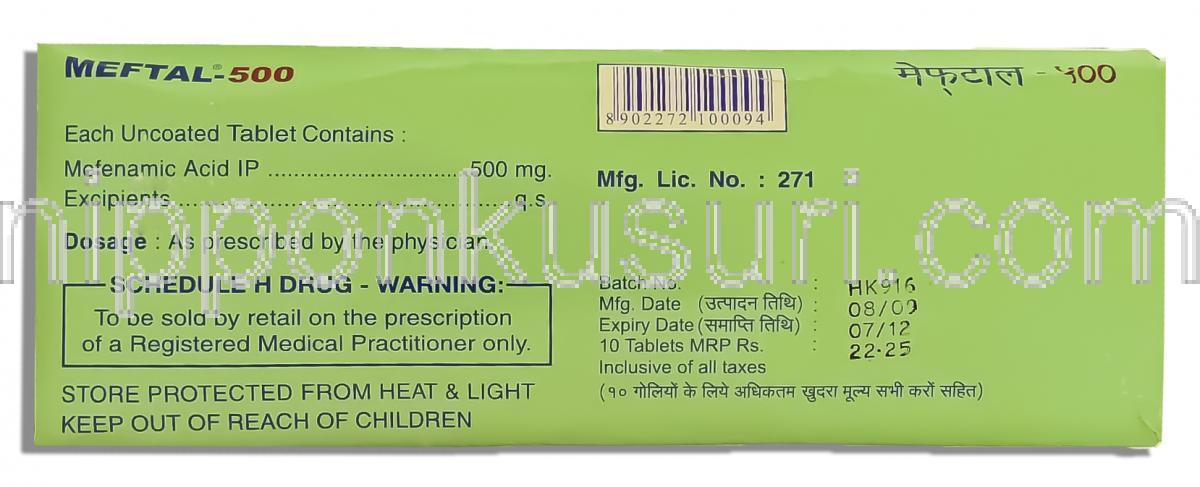 MEFTAL®-500
Each Uncoated Tablet Contains :
Mefenamic Acid IP ............................. 500 mg.
Excipients.................................................... q.s.
Dosage : As prescribed by the physician.
SCHEDULE H DRUG - WARNING:
To be sold by retail on the prescription
of a Registered Medical Practitioner only.
STORE PROTECTED FROM HEAT & LIGHT
KEEP OUT OF REACH OF CHILDREN
8 902272 100094
मेफ्टाल - ५00
Mfg. Lic. No. : 271
Batch No. : HK916
Mfg. Date (उत्पादन तिथि) : 08/09
Expiry Date (समाप्ति तिथि) : 07/12
10 Tablets MRP Rs. : 22.25
Inclusive of all taxes
(१० गोलियों के लिये अधिकतम खुदरा मूल्य सभी करों सहित)
nipponkusuri.com